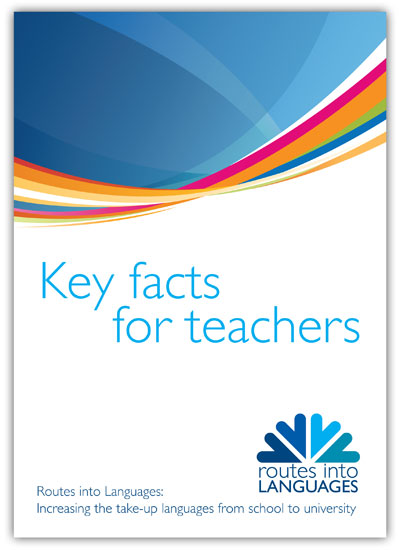 Key facts
for teachers
routes into
LANGUAGES
Routes into Languages:
Increasing the take-up languages from school to university